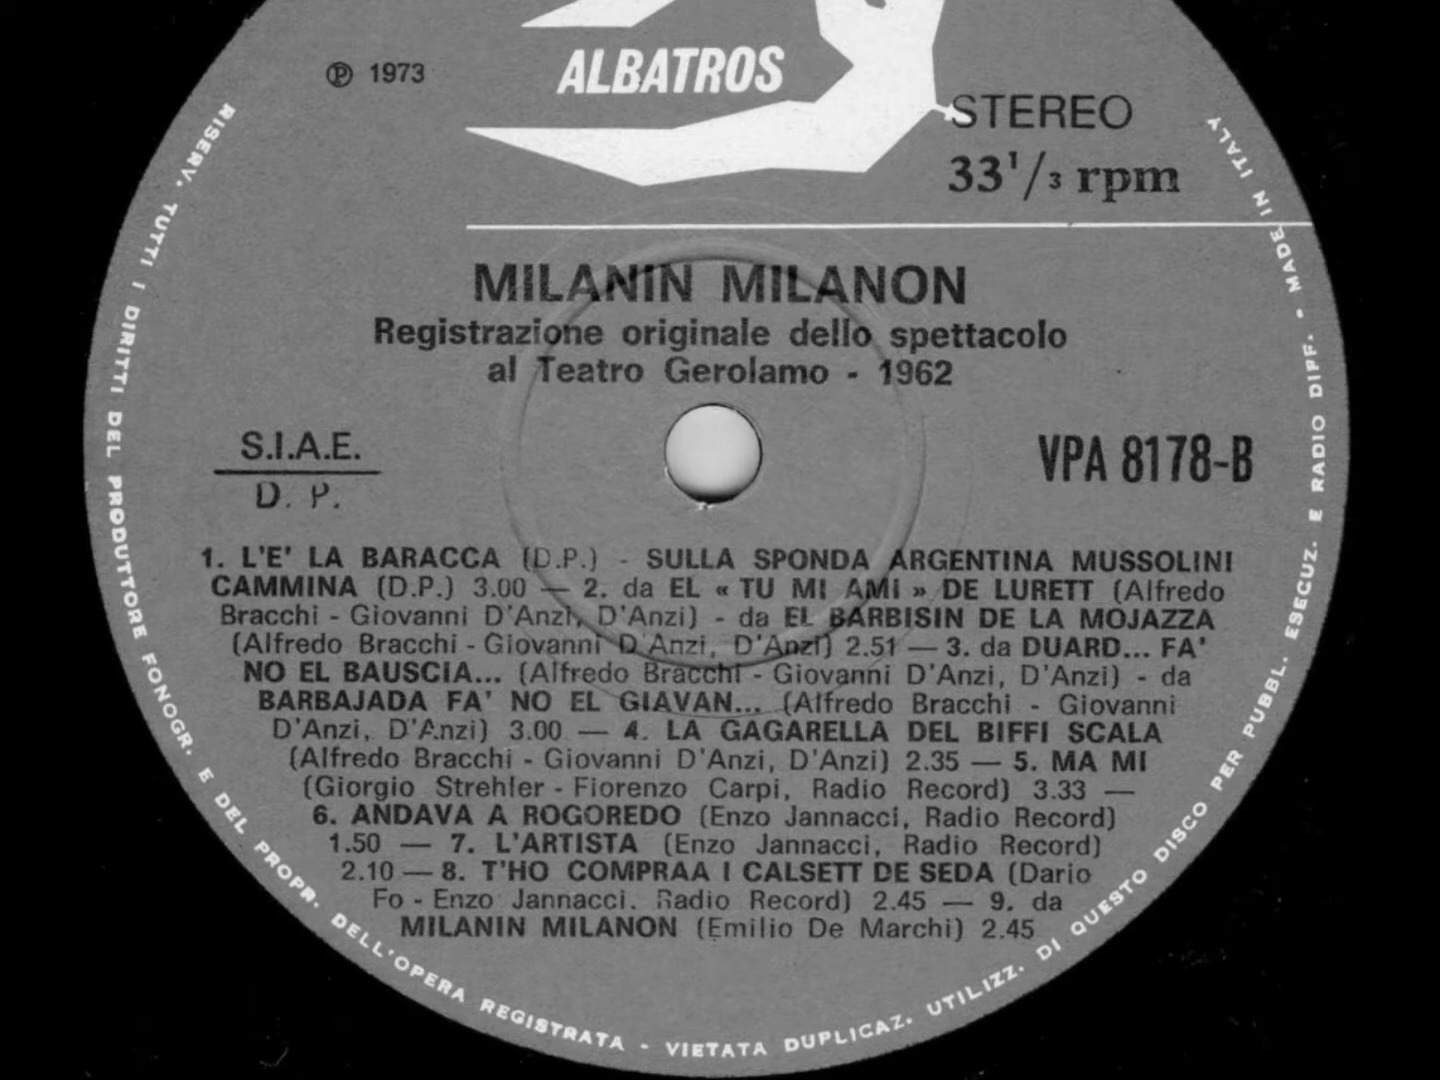 ℗ 1973
ALBATROS
STEREO
33 1/3 rpm
MILANIN MILANON
Registrazione originale dello spettacolo
al Teatro Gerolamo - 1962
S.I.A.E.
D. P.
VPA 8178-B
1. L'E' LA BARACCA (D.P.) - SULLA SPONDA ARGENTINA MUSSOLINI
CAMMINA (D.P.) 3.00 — 2. da EL « TU MI AMI » DE LURETT (Alfredo
Bracchi - Giovanni D'Anzi, D'Anzi) - da EL BARBISIN DE LA MOJAZZA
(Alfredo Bracchi - Giovanni D'Anzi, D'Anzi) 2.51 — 3. da DUARD... FA'
NO EL BAUSCIA... (Alfredo Bracchi - Giovanni D'Anzi, D'Anzi) - da
BARBAJADA FA' NO EL GIAVAN... (Alfredo Bracchi - Giovanni
D'Anzi, D'Anzi) 3.00 — 4. LA GAGARELLA DEL BIFFI SCALA
(Alfredo Bracchi - Giovanni D'Anzi, D'Anzi) 2.35 — 5. MA MI
(Giorgio Strehler - Fiorenzo Carpi, Radio Record) 3.33 —
6. ANDAVA A ROGOREDO (Enzo Jannacci, Radio Record)
1.50 — 7. L'ARTISTA (Enzo Jannacci, Radio Record)
2.10 — 8. T'HO COMPRAA I CALSETT DE SEDA (Dario
Fo - Enzo Jannacci. Radio Record) 2.45 — 9. da
MILANIN MILANON (Emilio De Marchi) 2.45
RISERV. TUTTI I DIRITTI DEL PRODUTTORE FONOGR. E DEL PROPR. DELL'OPERA REGISTRATA - VIETATA DUPLICAZ. UTILIZZ. DI QUESTO DISCO PER PUBBL. ESECUZ. E RADIO DIFF. - MADE IN ITALY